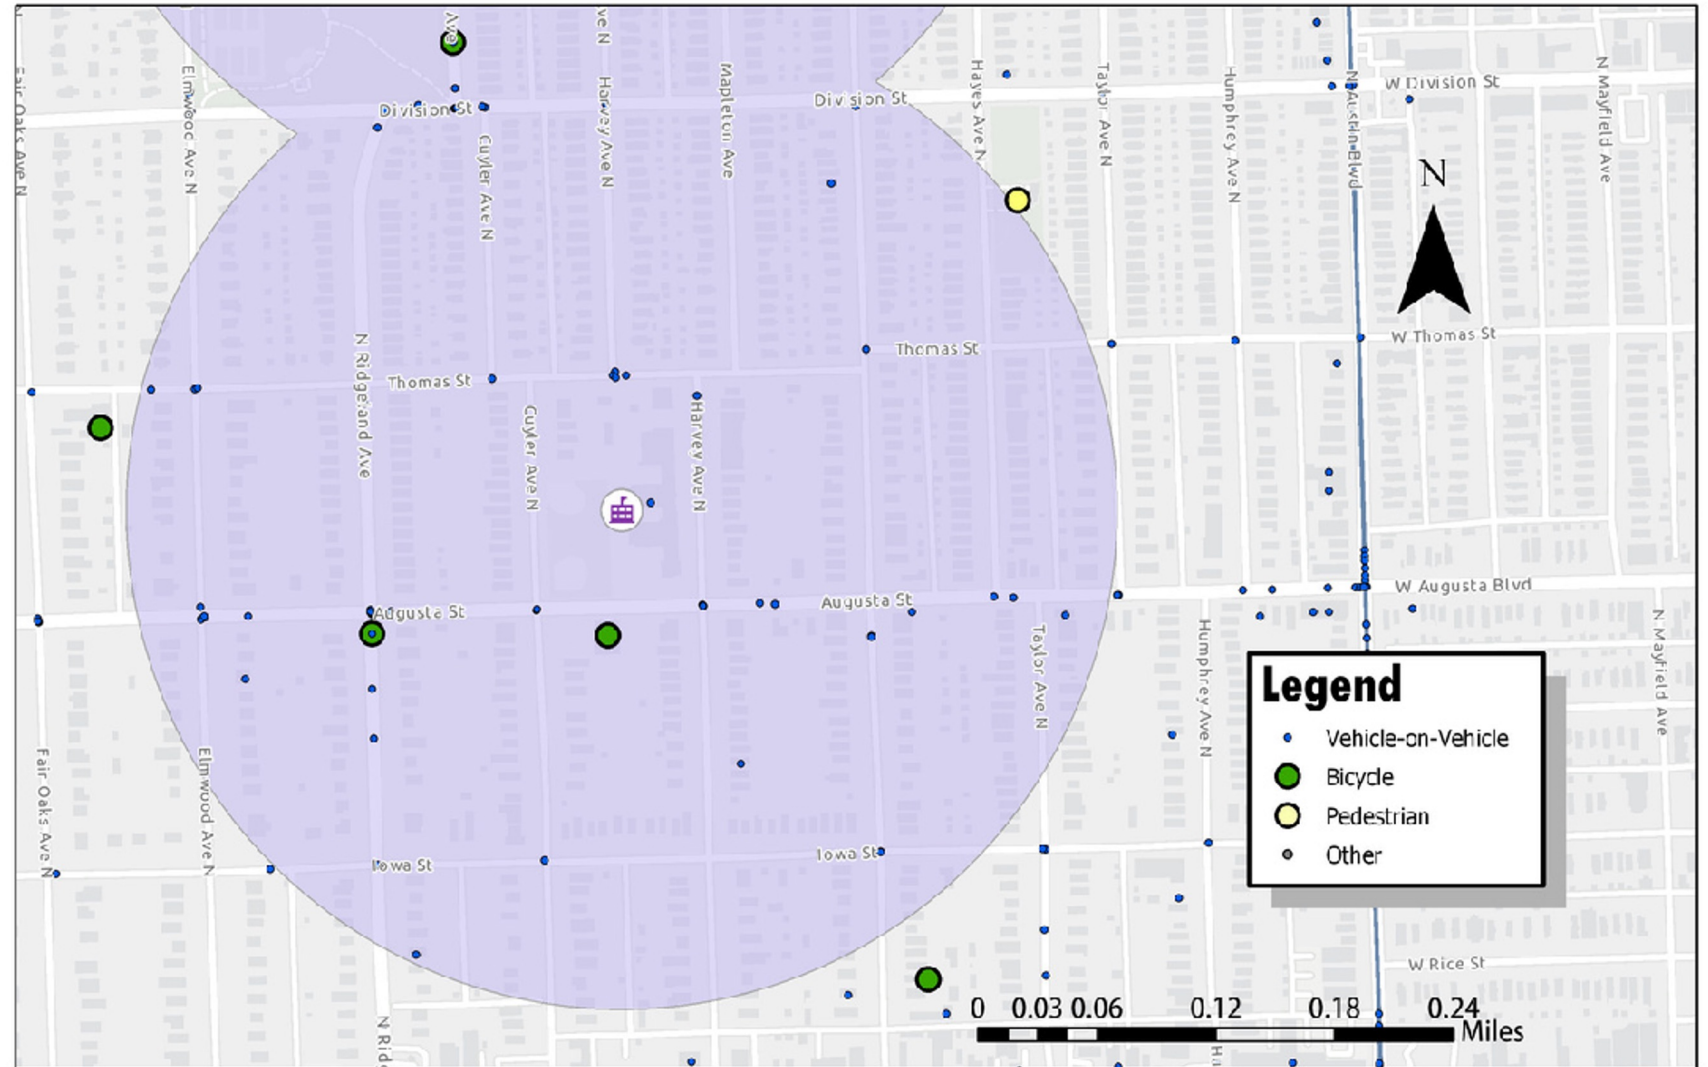 Ave
ve N
Fair Oaks Ave N
Elmwood Ave N
Harvey Ave N
Mapleton Ave
Hayes Ave N
Taylor Ave N
Humphrey Ave N
N Austin Blvd
N Mayfield Ave
W Division St
Division St
Division St
Cuyler Ave N
N
W Thomas St
Thomas St
Thomas St
N Ridgeland Ave
Cuyler Ave N
Harvey Ave N
W Augusta Blvd
Augusta St
Augusta St
Taylor Ave N
Humphrey Ave N
N Mayfield Ave
Legend
Vehicle-on-Vehicle
Bicycle
Pedestrian
Other
Fair Oaks Ave N
Elmwood Ave N
Iowa St
Iowa St
W Rice St
0 0.03 0.06 0.12 0.18 0.24
Miles
N Rid